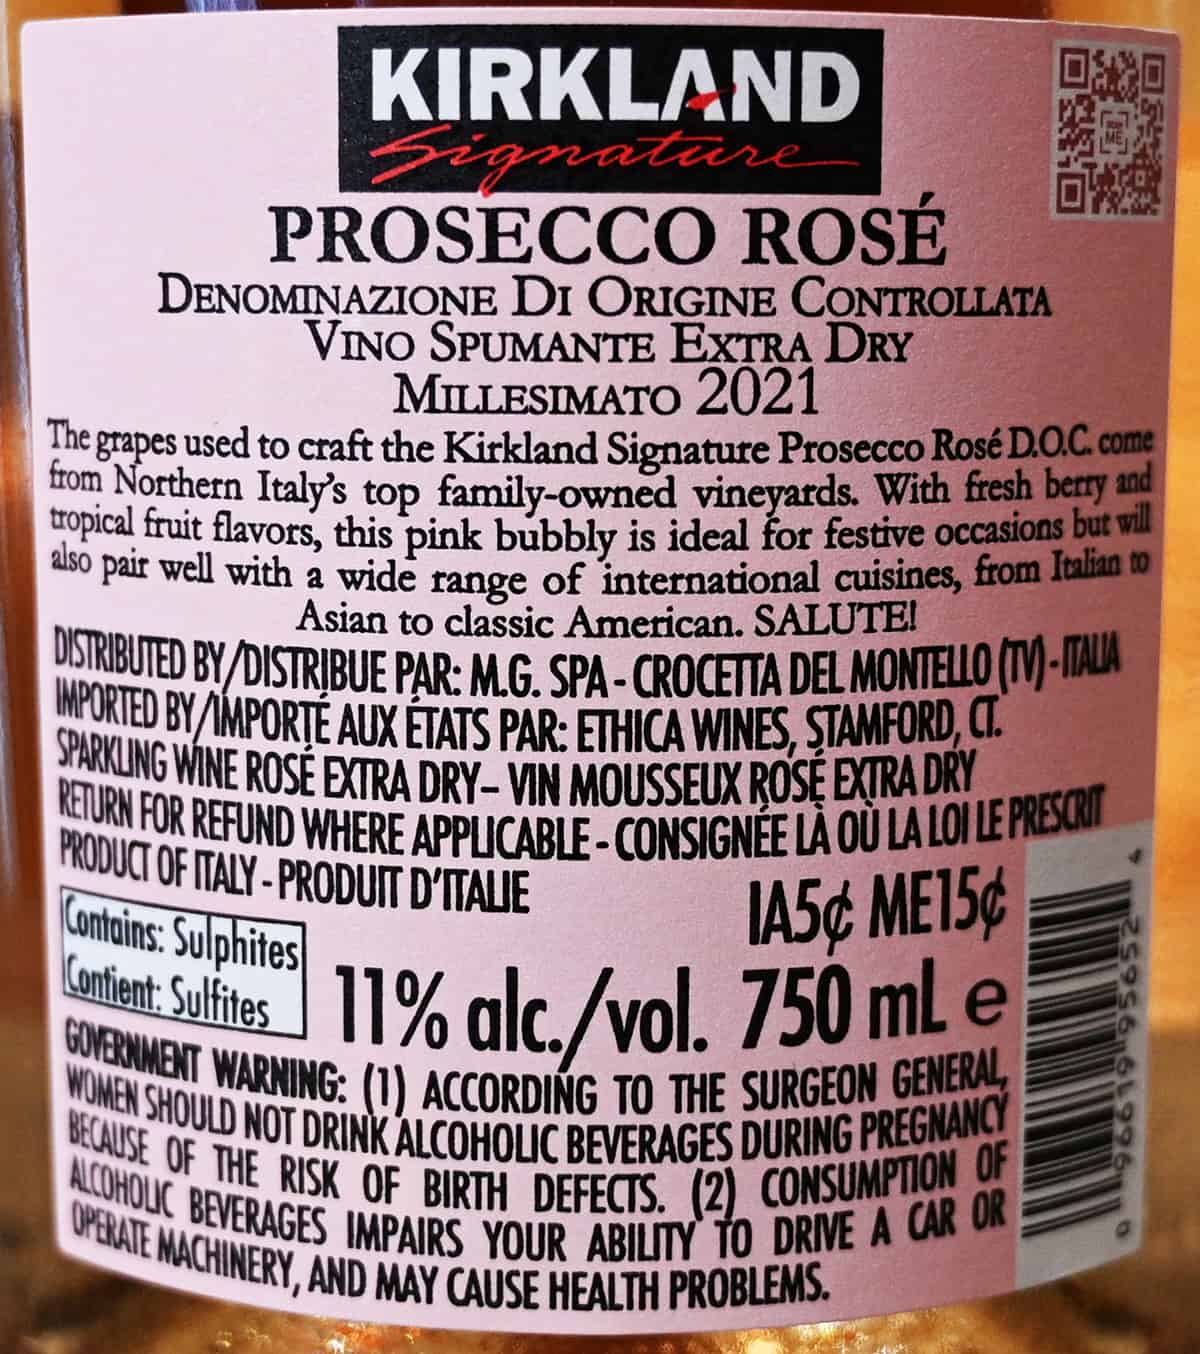 KIRKLAND
Signature
PROSECCO ROSÉ
DENOMINAZIONE DI ORIGINE CONTROLLATA
VINO SPUMANTE EXTRA DRY
MILLESIMATO 2021
The grapes used to craft the Kirkland Signature Prosecco Rosé D.O.C. come
from Northern Italy's top family-owned vineyards. With fresh berry and
tropical fruit flavors, this pink bubbly is ideal for festive occasions but will
also pair well with a wide range of international cuisines, from Italian to
Asian to classic American. SALUTE!
DISTRIBUTED BY/DISTRIBUE PAR: M.G. SPA - CROCETTA DEL MONTELLO (TV) - ITALIA
IMPORTED BY/IMPORTÉ AUX ÉTATS PAR: ETHICA WINES, STAMFORD, CT.
SPARKLING WINE ROSÉ EXTRA DRY– VIN MOUSSEUX ROSÉ EXTRA DRY
RETURN FOR REFUND WHERE APPLICABLE - CONSIGNÉE LÀ OÙ LA LOI LE PRESCRIT
PRODUCT OF ITALY - PRODUIT D'ITALIE
IA5¢ ME15¢
Contains: Sulphites
Contient: Sulfites
11% alc./vol. 750 mL e
GOVERNMENT WARNING: (1) ACCORDING TO THE SURGEON GENERAL,
WOMEN SHOULD NOT DRINK ALCOHOLIC BEVERAGES DURING PREGNANCY
BECAUSE OF THE RISK OF BIRTH DEFECTS. (2) CONSUMPTION OF
ALCOHOLIC BEVERAGES IMPAIRS YOUR ABILITY TO DRIVE A CAR OR
OPERATE MACHINERY, AND MAY CAUSE HEALTH PROBLEMS.
0 96619 95652 4